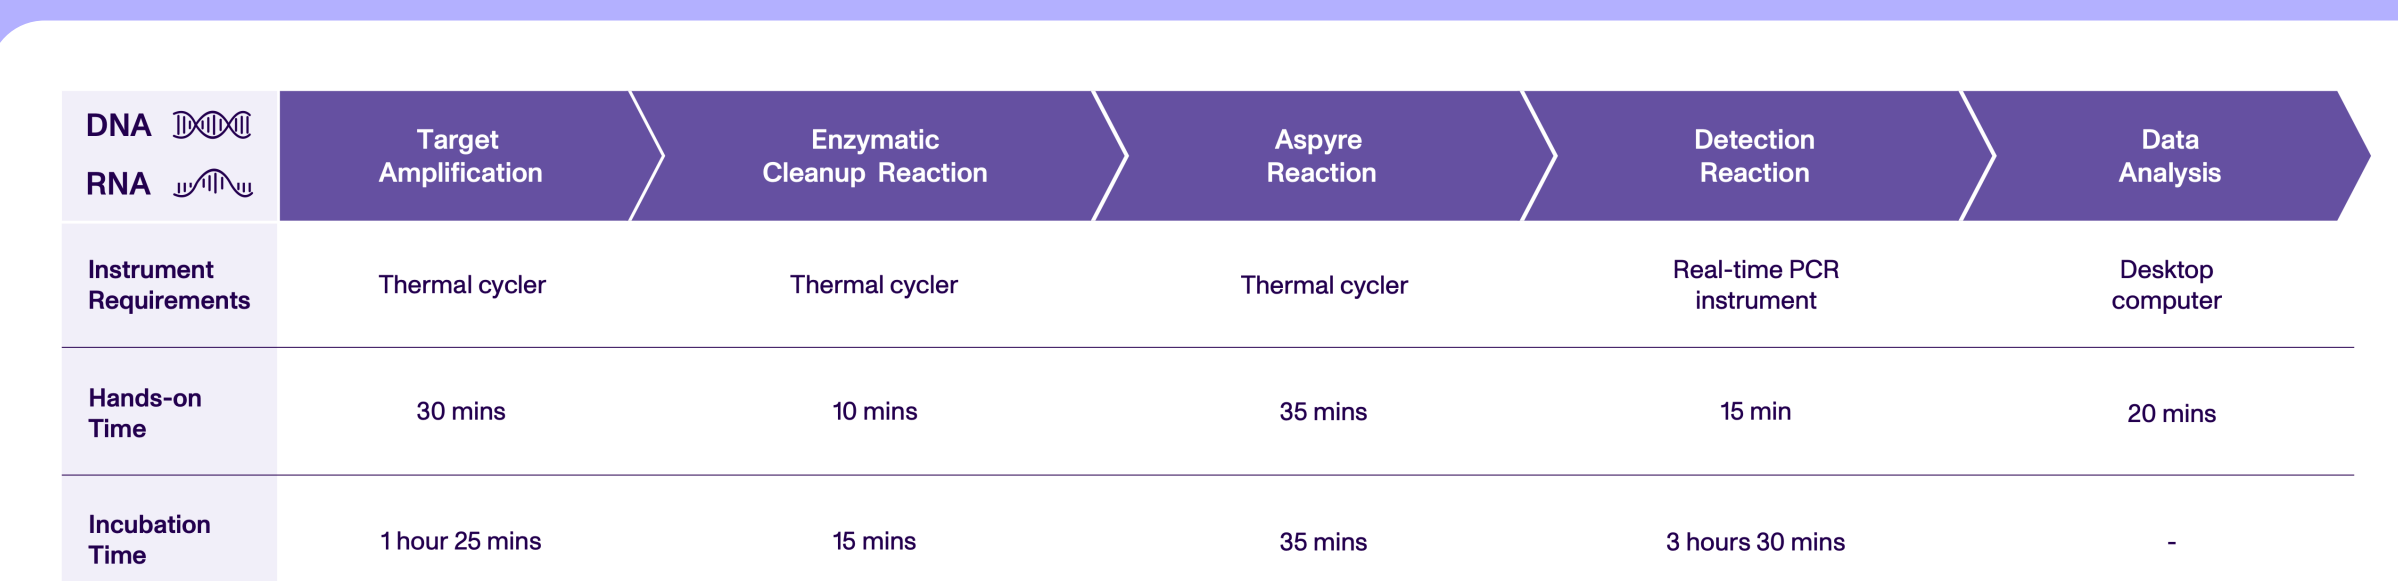 DNA
RNA
Target
Amplification
Enzymatic
Cleanup Reaction
Aspyre
Reaction
Detection
Reaction
Data
Analysis
Instrument
Requirements
Thermal cycler
Thermal cycler
Thermal cycler
Real-time PCR
instrument
Desktop
computer
Hands-on
Time
30 mins
10 mins
35 mins
15 min
20 mins
Incubation
Time
1 hour 25 mins
15 mins
35 mins
3 hours 30 mins
-